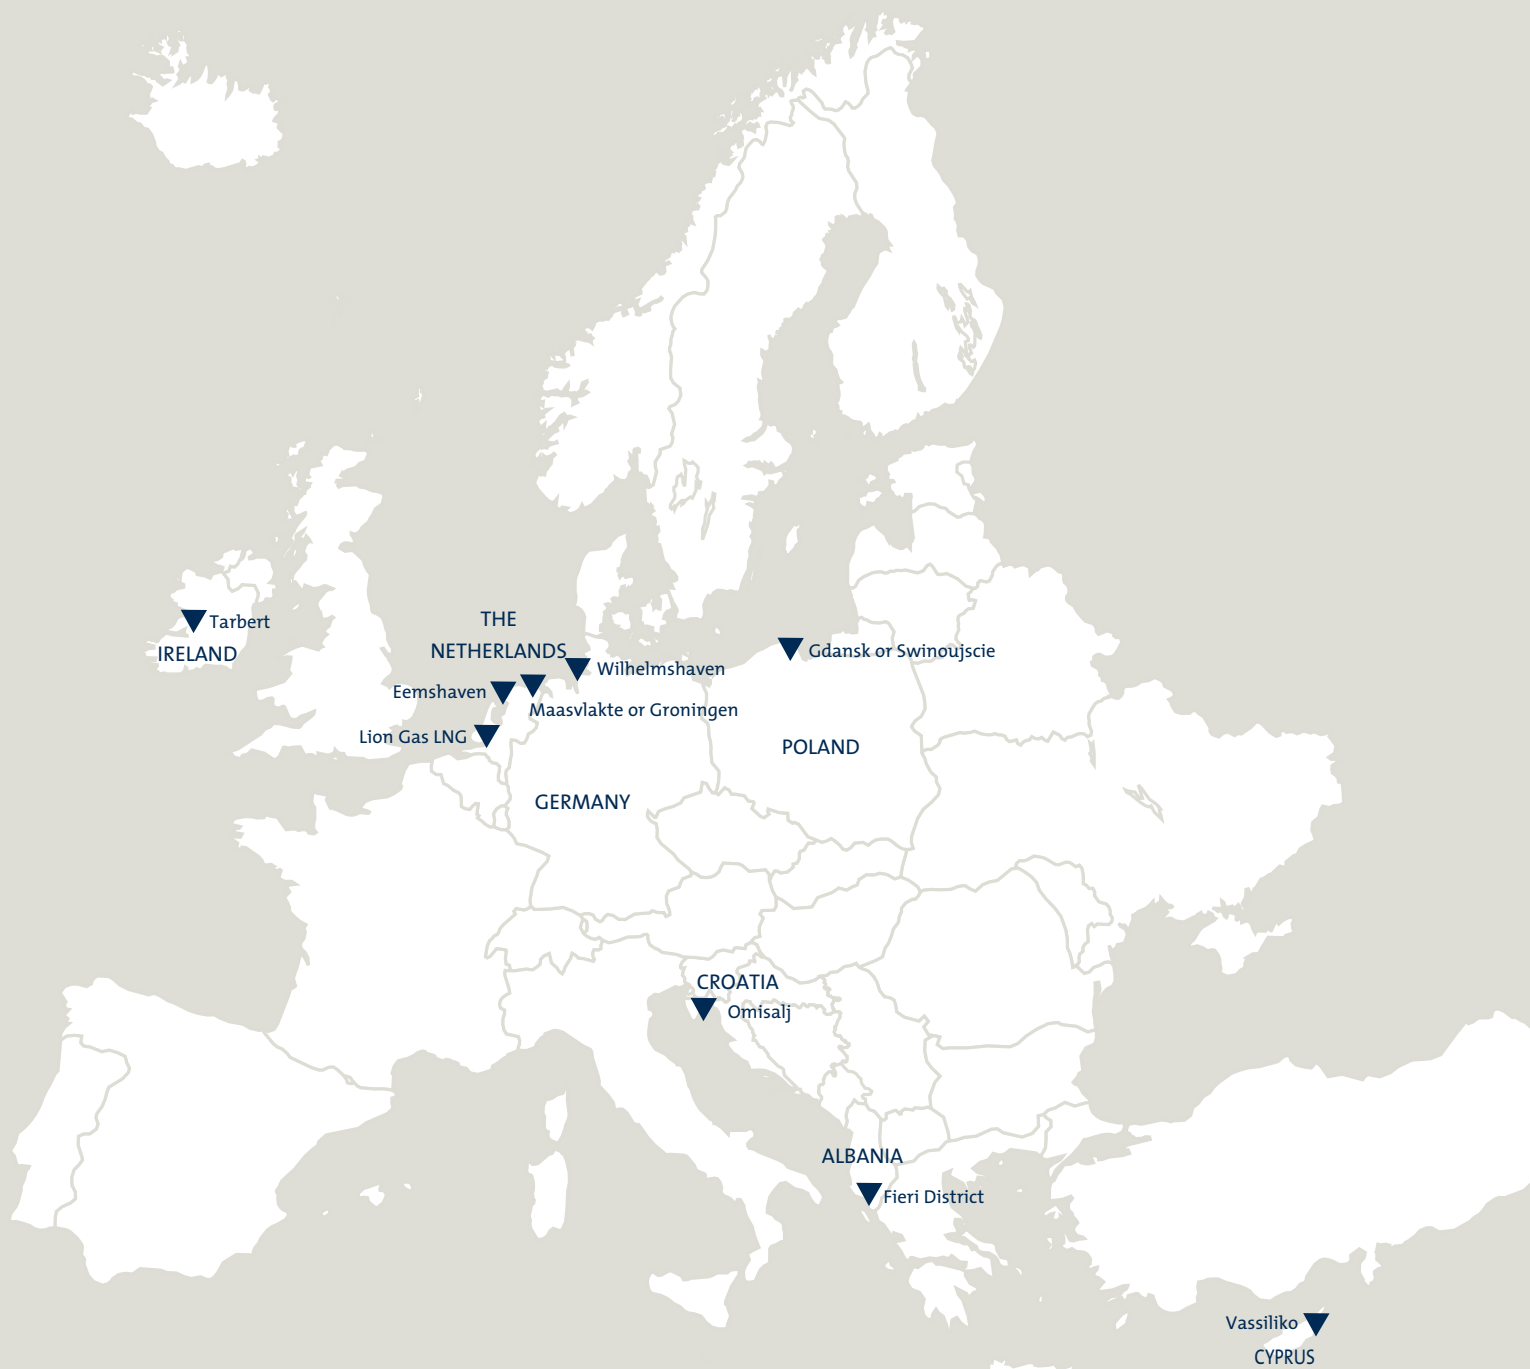 THE
NETHERLANDS
Tarbert
IRELAND
Gdansk or Swinoujscie
Wilhelmshaven
Eemshaven
Maasvlakte or Groningen
Lion Gas LNG
POLAND
GERMANY
CROATIA
Omisalj
ALBANIA
Fieri District
Vassiliko
CYPRUS